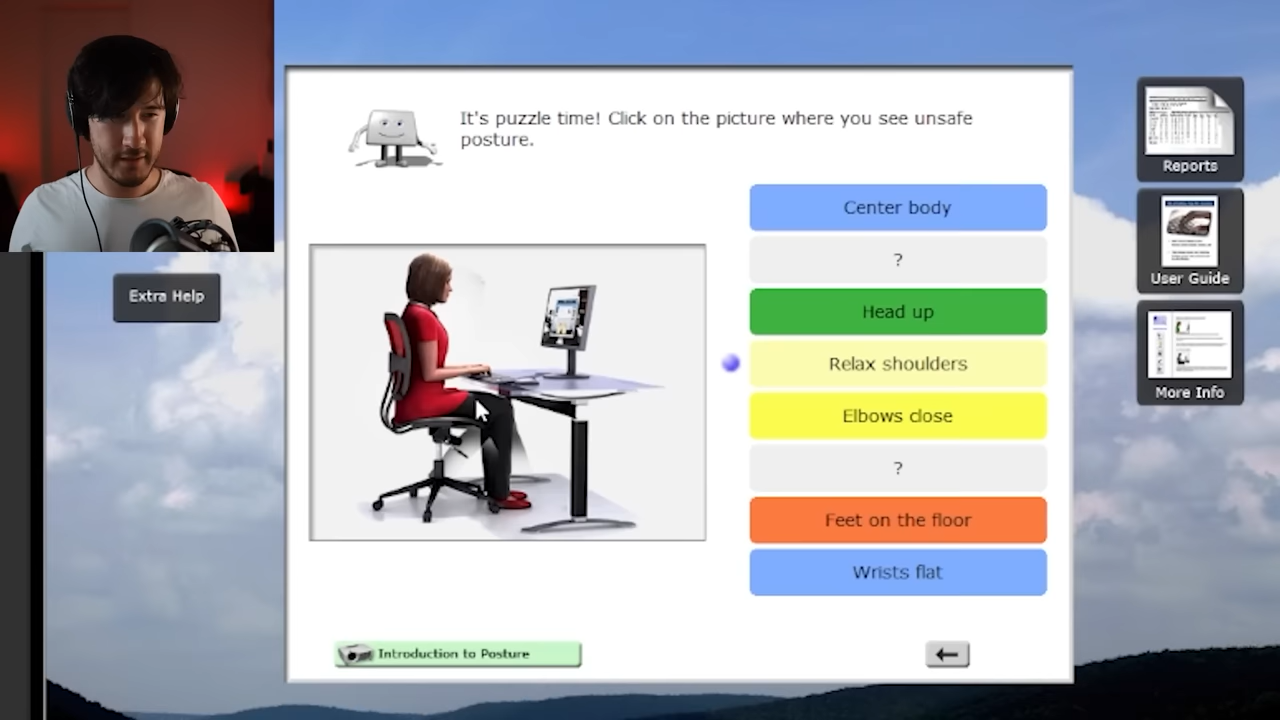 It's puzzle time! Click on the picture where you see unsafe
posture.
Center body
?
Head up
Relax shoulders
Elbows close
?
Feet on the floor
Wrists flat
Extra Help
Reports
User Guide
More Info
Introduction to Posture